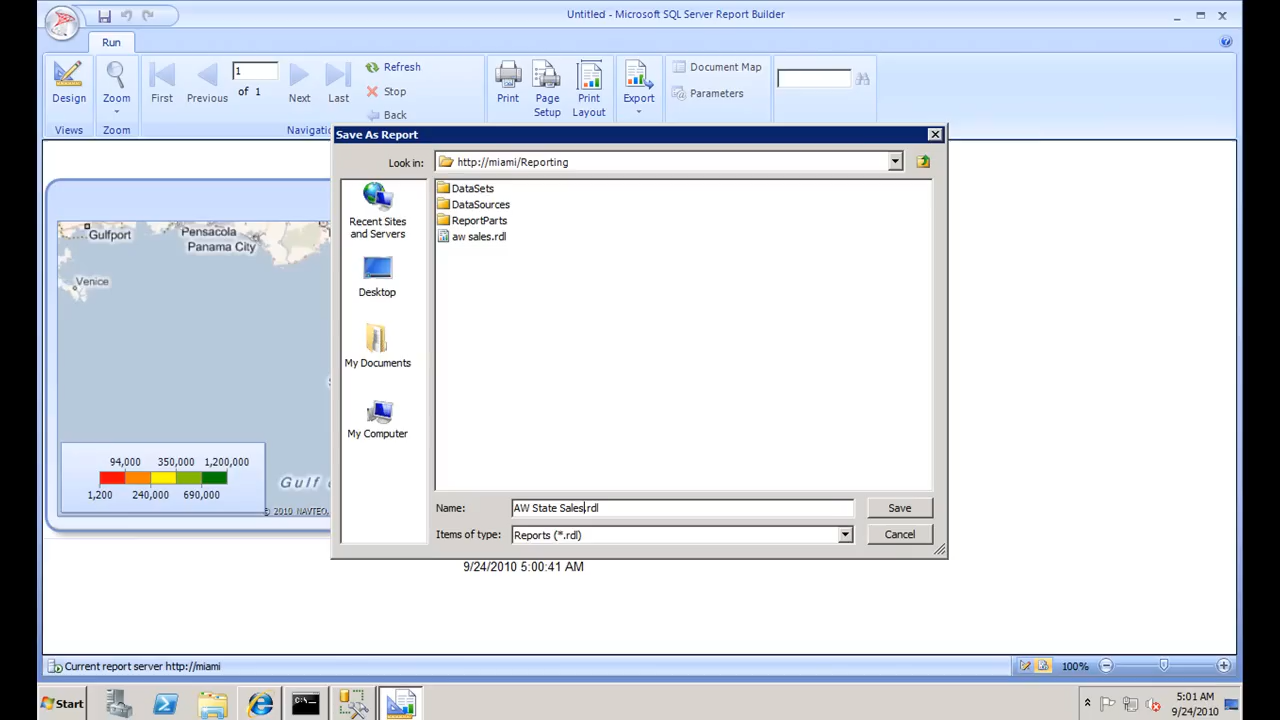 Untitled - Microsoft SQL Server Report Builder
Run
Design
Zoom
First
Previous
1
of 1
Next
Last
Refresh
Stop
Back
Print
Page Setup
Print Layout
Export
Document Map
Parameters
Views
Zoom
Navigatio
Save As Report
Look in:
http://miami/Reporting
Recent Sites
and Servers
Desktop
My Documents
My Computer
DataSets
DataSources
ReportParts
aw sales.rdl
Name:
AW State Sales.rdl
Save
Items of type:
Reports (*.rdl)
Cancel
Gulfport
Pensacola
Panama City
Venice
94,000 350,000 1,200,000
1,200 240,000 690,000
Gulf
© 2010 NAVTEQ
9/24/2010 5:00:41 AM
Current report server http://miami
100%
Start
5:01 AM
9/24/2010